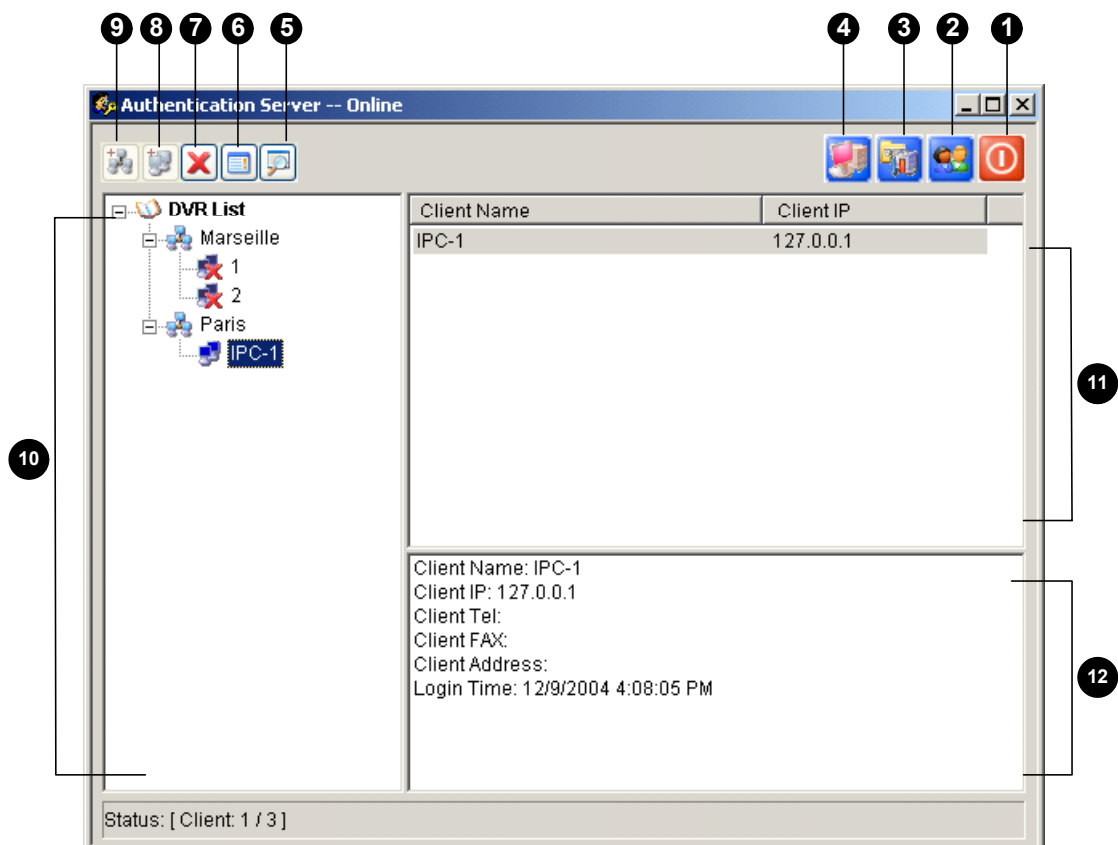 9 8 7 6 5 4 3 2 1
Authentication Server -- Online
DVR List
Marseille
1
2
Paris
IPC-1
Client Name Client IP
IPC-1 127.0.0.1
11
10
Client Name: IPC-1
Client IP: 127.0.0.1
Client Tel:
Client FAX:
Client Address:
Login Time: 12/9/2004 4:08:05 PM
12
Status: [ Client: 1 / 3 ]